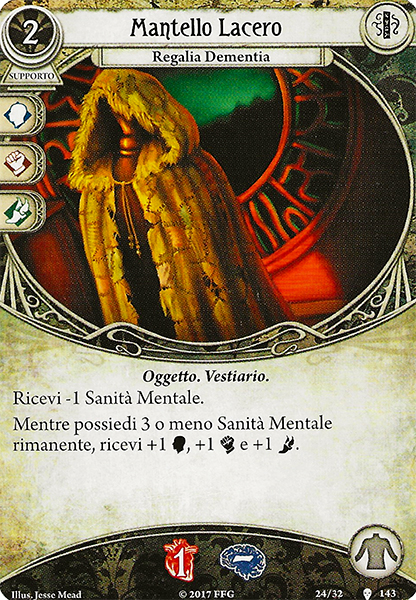 2
Mantello Lacero
Regalia Dementia
SUPPORTO
Oggetto. Vestiario.
Ricevi -1 Sanità Mentale.
Mentre possiedi 3 o meno Sanità Mentale
rimanente, ricevi +1 , +1 e +1 .
1
–
Illus. Jesse Mead
© 2017 FFG
24/32
143